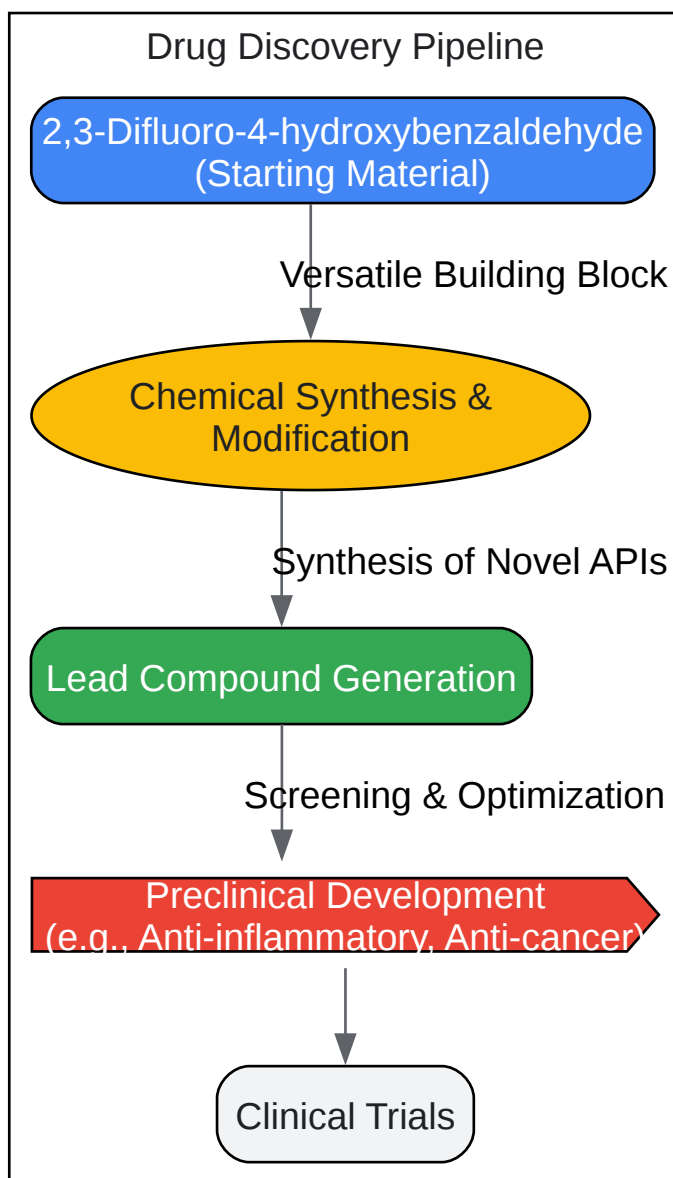 Drug Discovery Pipeline
2,3-Difluoro-4-hydroxybenzaldehyde
(Starting Material)
Versatile Building Block
Chemical Synthesis &
Modification
Synthesis of Novel APIs
Lead Compound Generation
Screening & Optimization
Preclinical Development
(e.g., Anti-inflammatory, Anti-cancer)
Clinical Trials